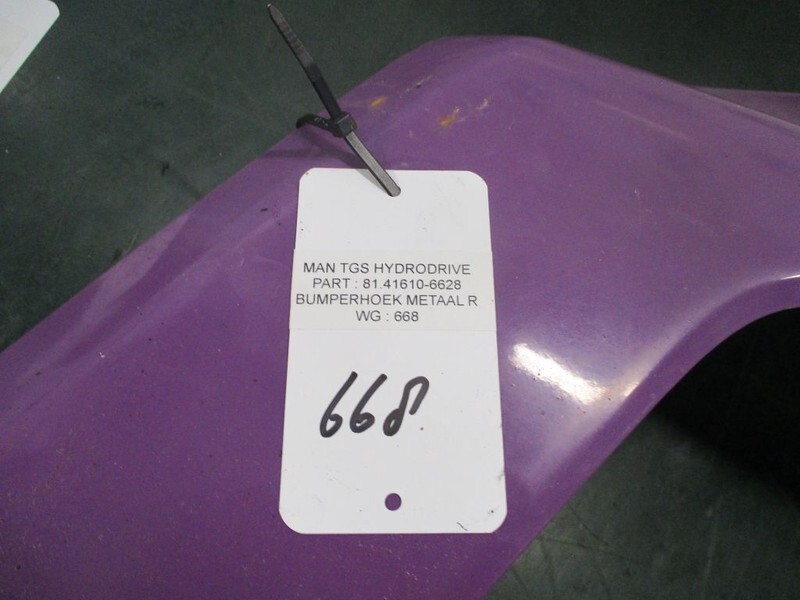 MAN TGS HYDRODRIVE
PART : 81.41610-6628
BUMPERHOEK METAAL R
WG : 668
668